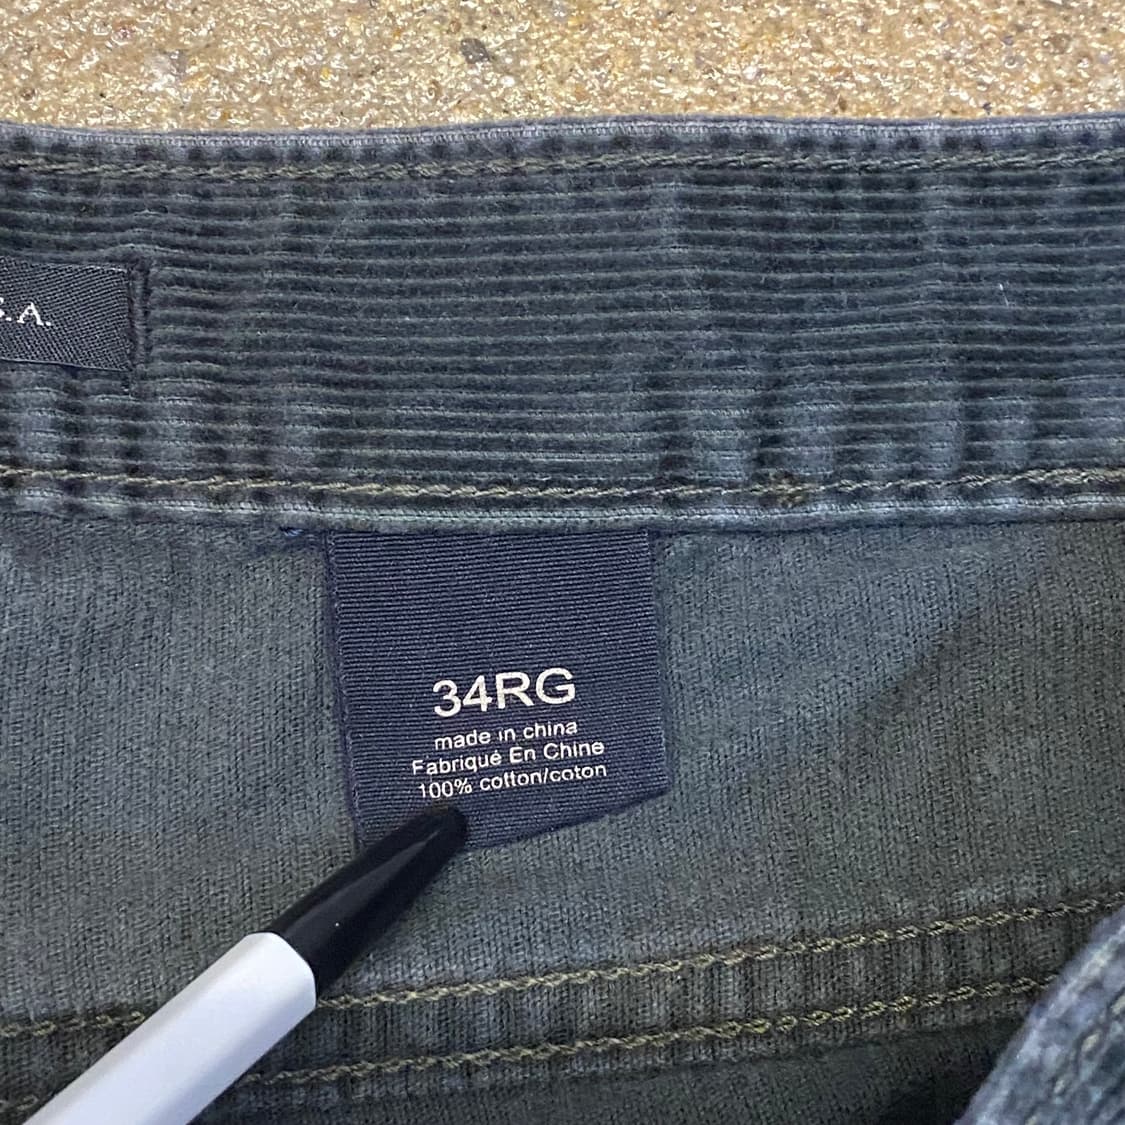 S.A.
34RG
made in china
Fabriqué En Chine
100% cotton/coton